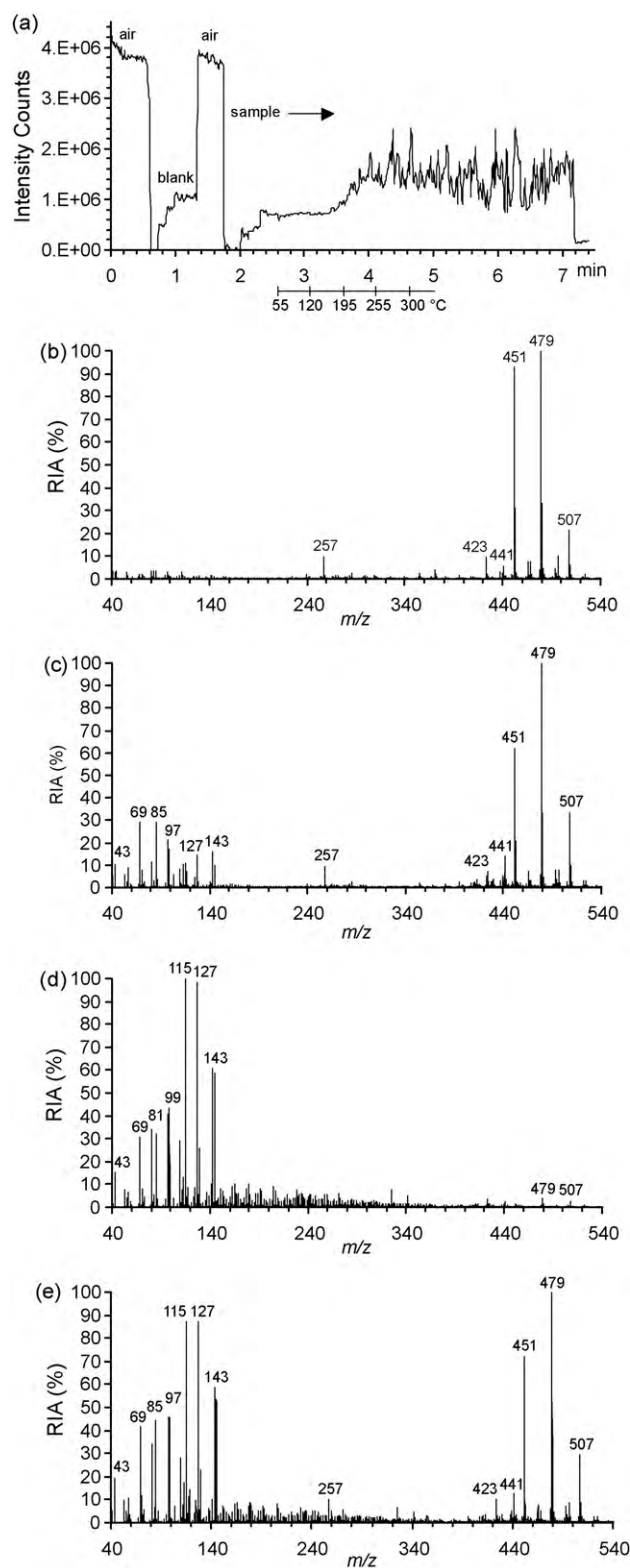 (a)
air air
4.E+06
3.E+06
sample
2.E+06
blank
1.E+06
0.E+00
Intensity Counts
0 1 2 3 4 5 6 7 min
55 120 195 255 300 °C
(b)
479
451
507
423
441
257
100
90
80
70
60
50
40
30
20
10
0
RIA (%)
40 140 240 340 440 540
m/z
(c)
479
451
507
69 85
97
127 143
43
257
441
423
100
90
80
70
60
50
40
30
20
10
0
RIA (%)
40 140 240 340 440 540
m/z
(d)
115 127
143
99
81
69
43
479 507
100
90
80
70
60
50
40
30
20
10
0
RIA (%)
40 140 240 340 440 540
m/z
(e)
479
115 127
451
143
85 97
69
43
507
257
423 441
100
90
80
70
60
50
40
30
20
10
0
RIA (%)
40 140 240 340 440 540
m/z